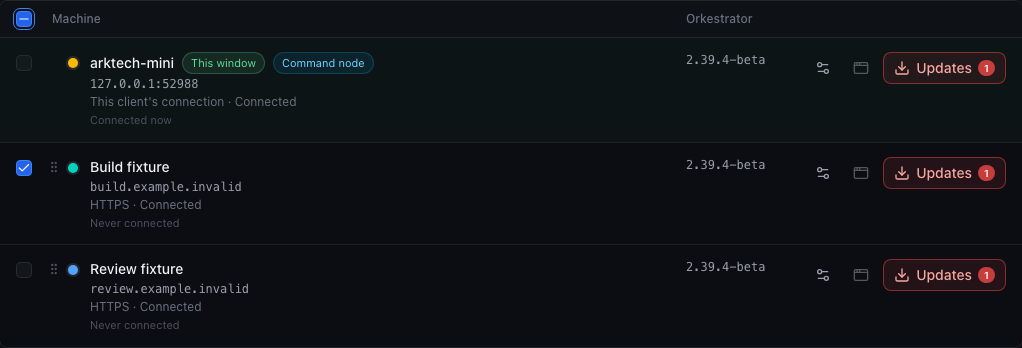 Machine Orkestrator
arktech-mini This window Command node 2.39.4-beta Updates 1
127.0.0.1:52988
This client's connection · Connected
Connected now
Build fixture 2.39.4-beta Updates 1
build.example.invalid
HTTPS · Connected
Never connected
Review fixture 2.39.4-beta Updates 1
review.example.invalid
HTTPS · Connected
Never connected